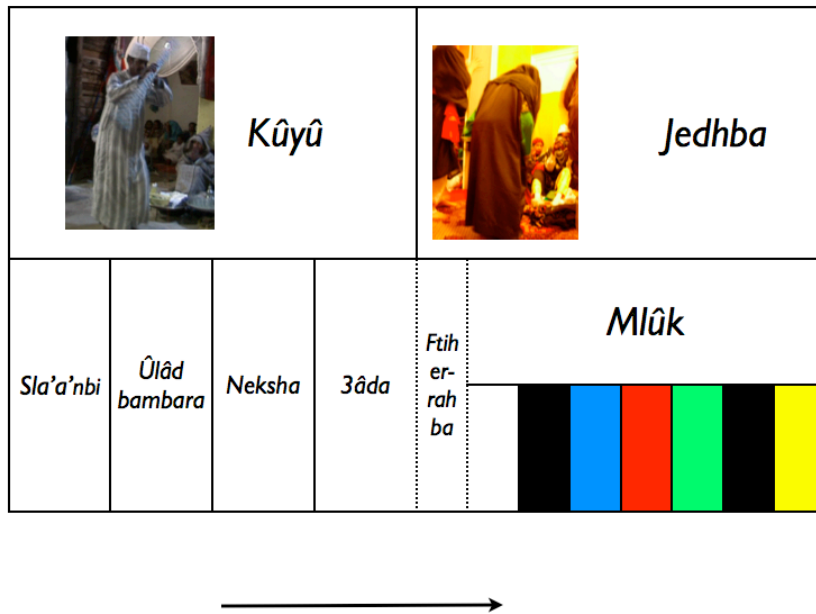 Kûyû
Jedhba
Sla’a’nbi
Ûlâd
bambara
Neksha
3âda
Ftih
er-
rah
ba
Mlûk